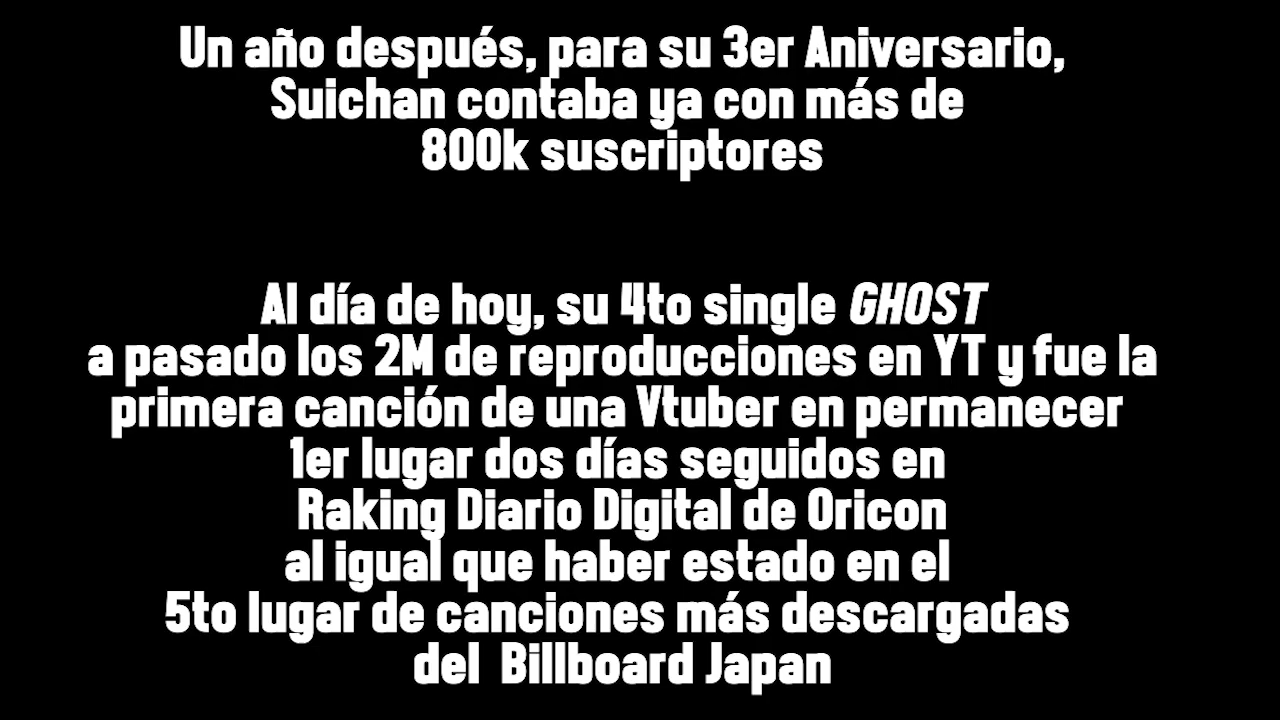 Un año después, para su 3er Aniversario,
Suichan contaba ya con más de
800k suscriptores
Al día de hoy, su 4to single GHOST
a pasado los 2M de reproducciones en YT y fue la
primera canción de una Vtuber en permanecer
1er lugar dos días seguidos en
Raking Diario Digital de Oricon
al igual que haber estado en el
5to lugar de canciones más descargadas
del Billboard Japan